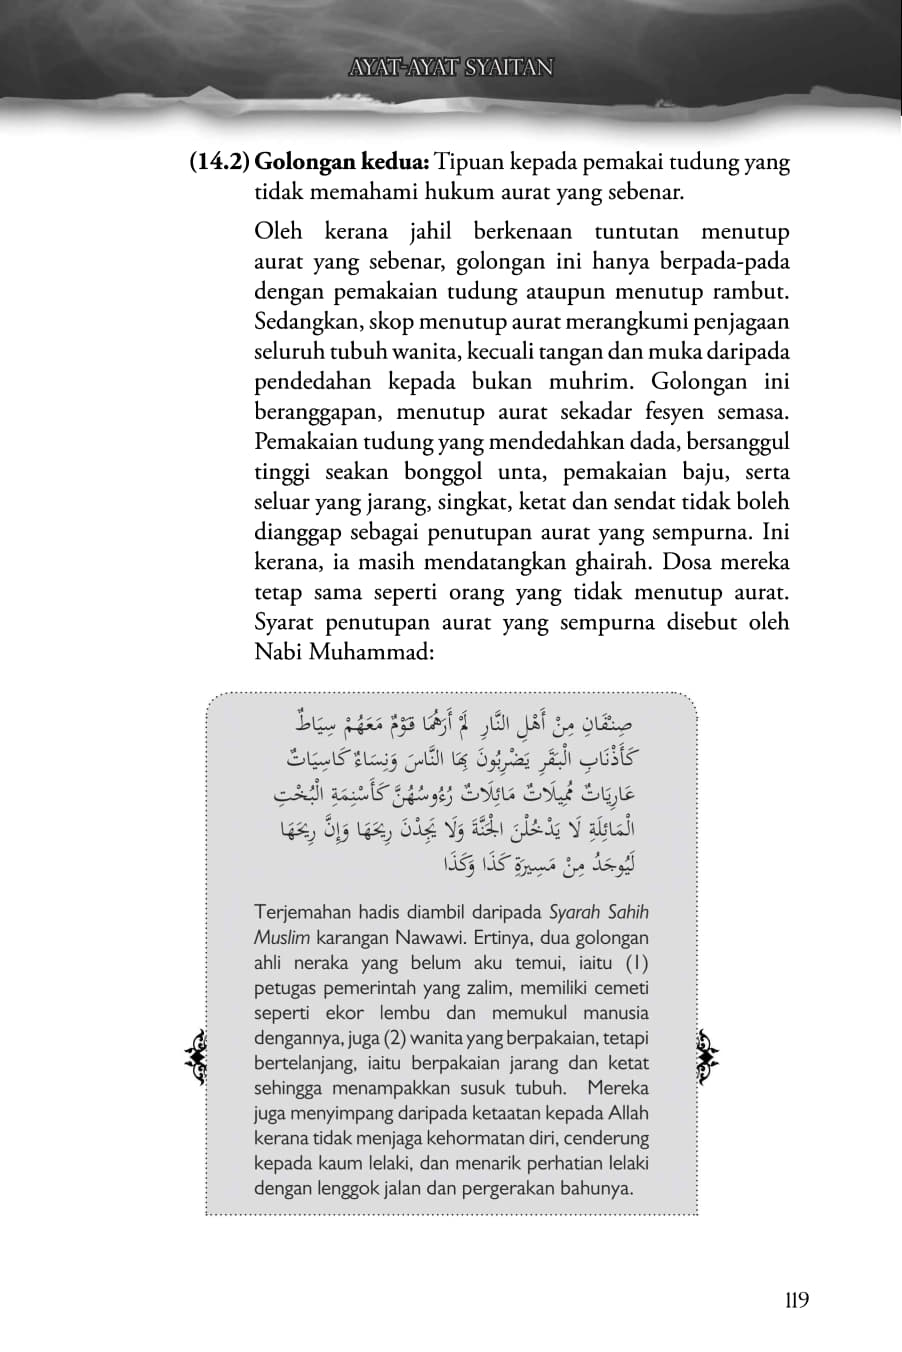 AYAT-AYAT SYAITAN
(14.2) Golongan kedua: Tipuan kepada pemakai tudung yang
tidak memahami hukum aurat yang sebenar.
Oleh kerana jahil berkenaan tuntutan menutup
aurat yang sebenar, golongan ini hanya berpada-pada
dengan pemakaian tudung ataupun menutup rambut.
Sedangkan, skop menutup aurat merangkumi penjagaan
seluruh tubuh wanita, kecuali tangan dan muka daripada
pendedahan kepada bukan muhrim. Golongan ini
beranggapan, menutup aurat sekadar fesyen semasa.
Pemakaian tudung yang mendedahkan dada, bersanggul
tinggi seakan bonggol unta, pemakaian baju, serta
seluar yang jarang, singkat, ketat dan sendat tidak boleh
dianggap sebagai penutupan aurat yang sempurna. Ini
kerana, ia masih mendatangkan ghairah. Dosa mereka
tetap sama seperti orang yang tidak menutup aurat.
Syarat penutupan aurat yang sempurna disebut oleh
Nabi Muhammad:
صِنْفَانِ مِنْ أَهْلِ النَّارِ لَمْ أَرَهُمَا قَوْمٌ مَعَهُمْ سِيَاطٌ
كَأَذْنَابِ الْبَقَرِ يَضْرِبُونَ بِهَا النَّاسَ وَنِسَاءٌ كَاسِيَاتٌ
عَارِيَاتٌ مُمِيلَاتٌ مَائِلَاتٌ رُءُوسُهُنَّ كَأَسْنِمَةِ الْبُخْتِ
الْمَائِلَةِ لَا يَدْخُلْنَ الْجَنَّةَ وَلَا يَجِدْنَ رِيحَهَا وَإِنَّ رِيحَهَا
لَيُوجَدُ مِنْ مَسِيرَةِ كَذَا وَكَذَا
Terjemahan hadis diambil daripada Syarah Sahih
Muslim karangan Nawawi. Ertinya, dua golongan
ahli neraka yang belum aku temui, iaitu (1)
petugas pemerintah yang zalim, memiliki cemeti
seperti ekor lembu dan memukul manusia
dengannya, juga (2) wanita yang berpakaian, tetapi
bertelanjang, iaitu berpakaian jarang dan ketat
sehingga menampakkan susuk tubuh. Mereka
juga menyimpang daripada ketaatan kepada Allah
kerana tidak menjaga kehormatan diri, cenderung
kepada kaum lelaki, dan menarik perhatian lelaki
dengan lenggok jalan dan pergerakan bahunya.
119